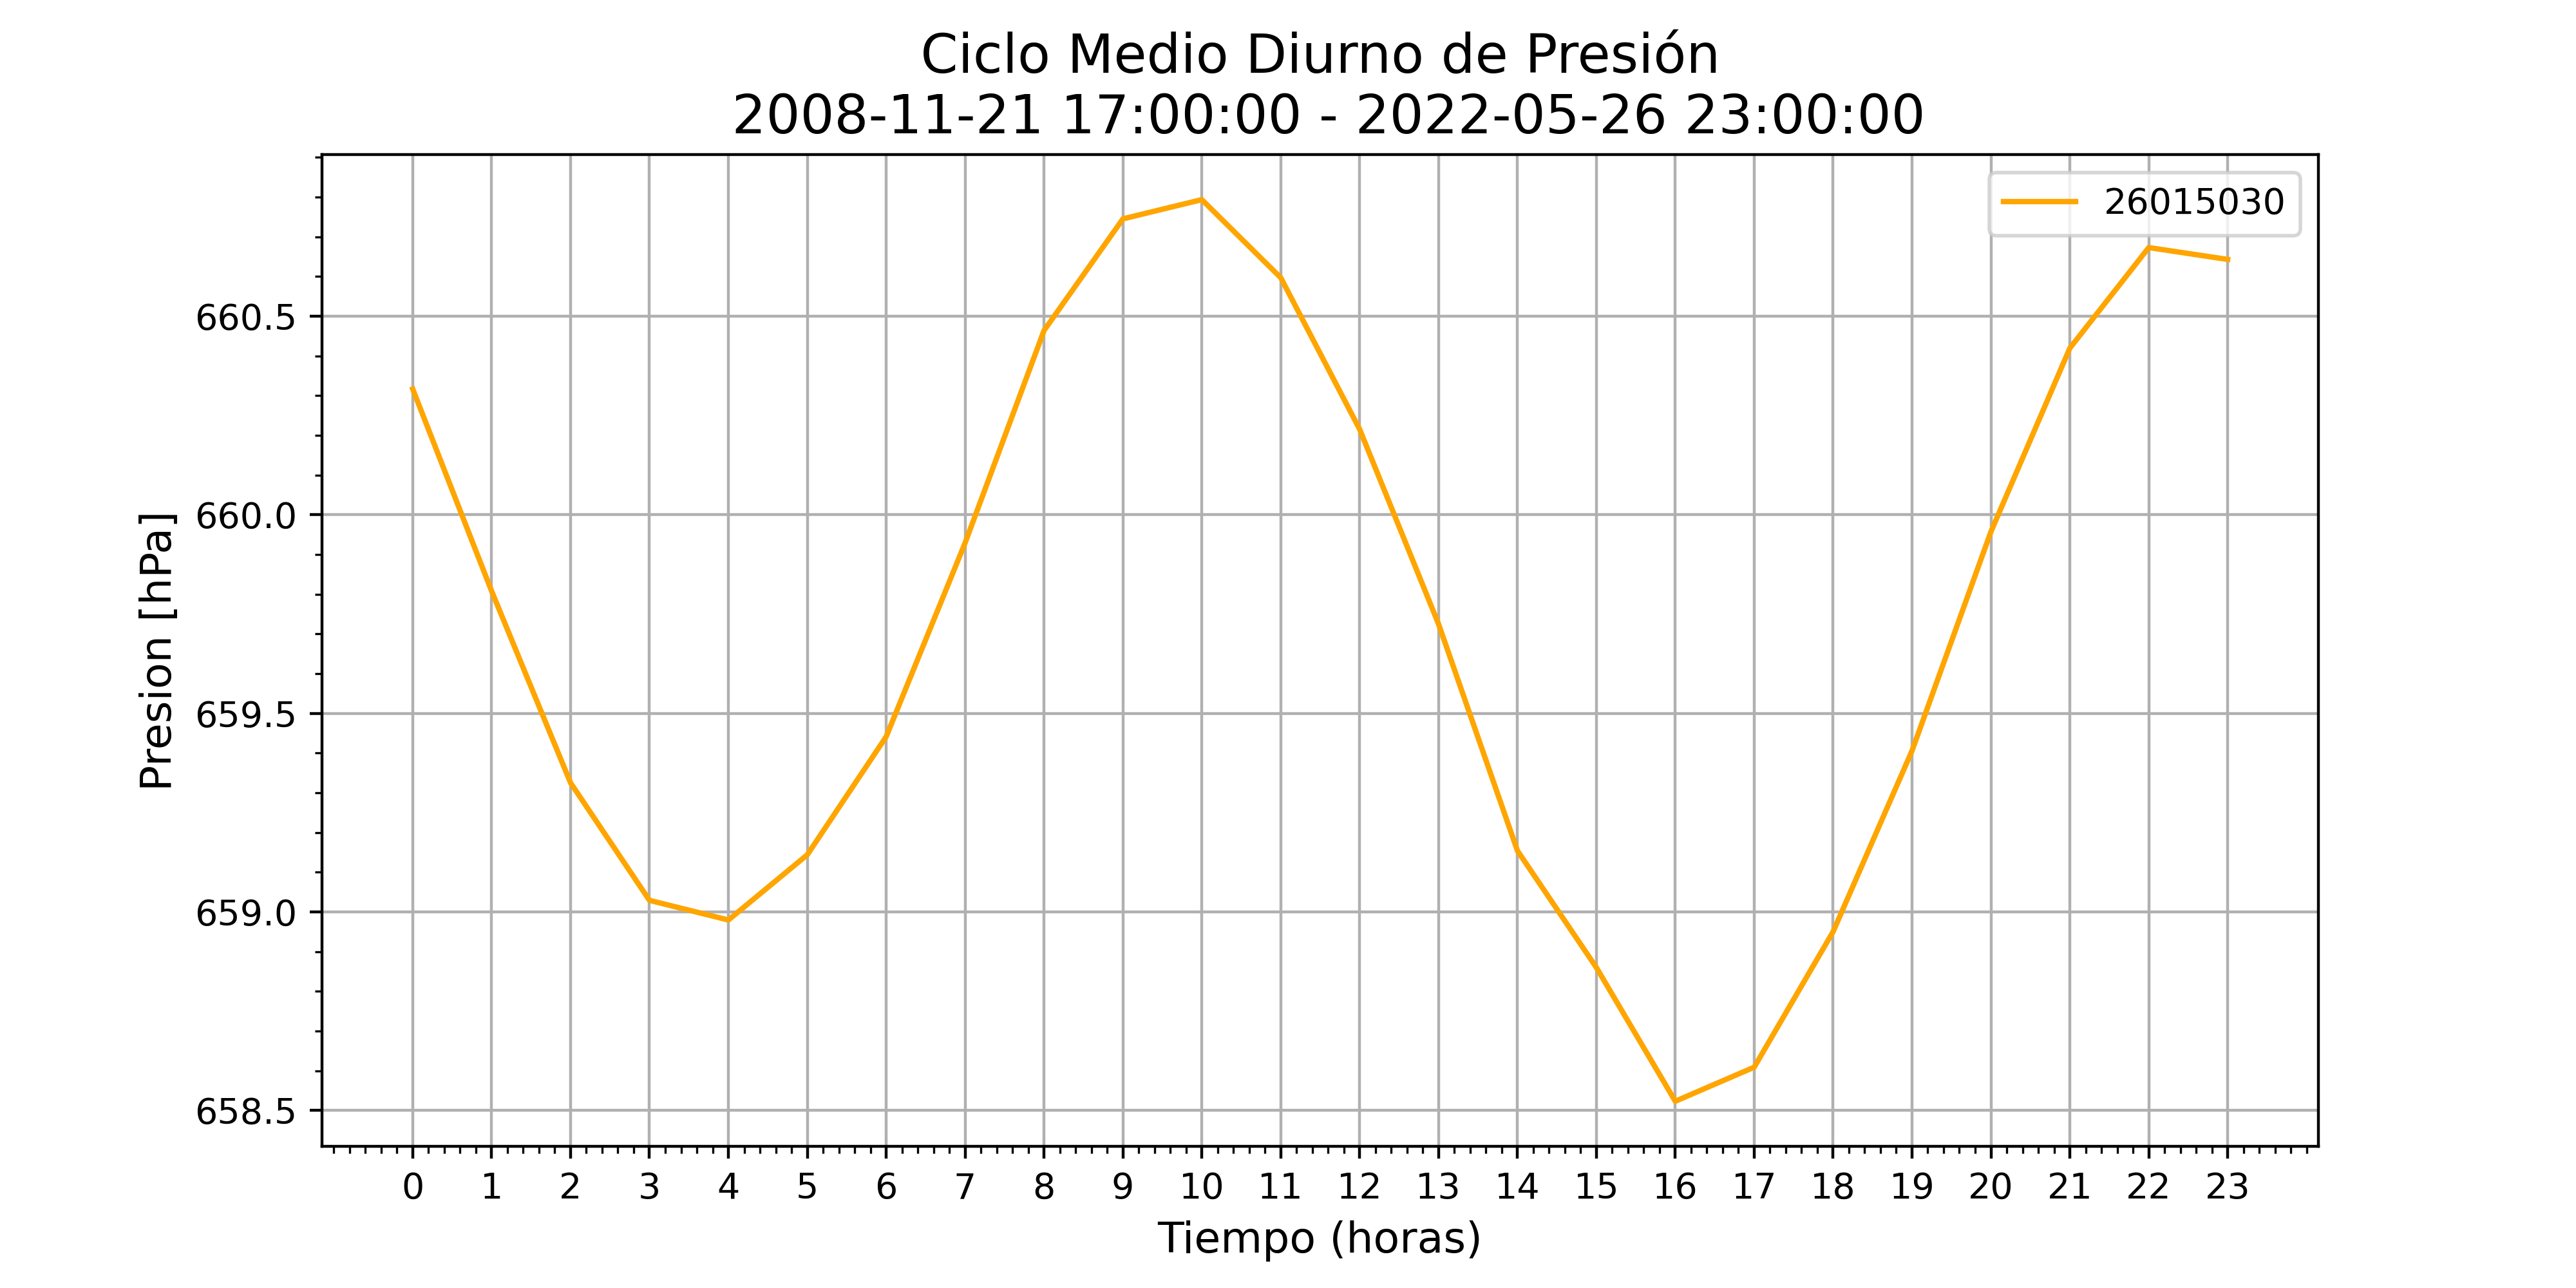 Ciclo Medio Diurno de Presión
2008-11-21 17:00:00 - 2022-05-26 23:00:00
26015030
Presion [hPa]
660.5
660.0
659.5
659.0
658.5
0 1 2 3 4 5 6 7 8 9 10 11 12 13 14 15 16 17 18 19 20 21 22 23
Tiempo (horas)